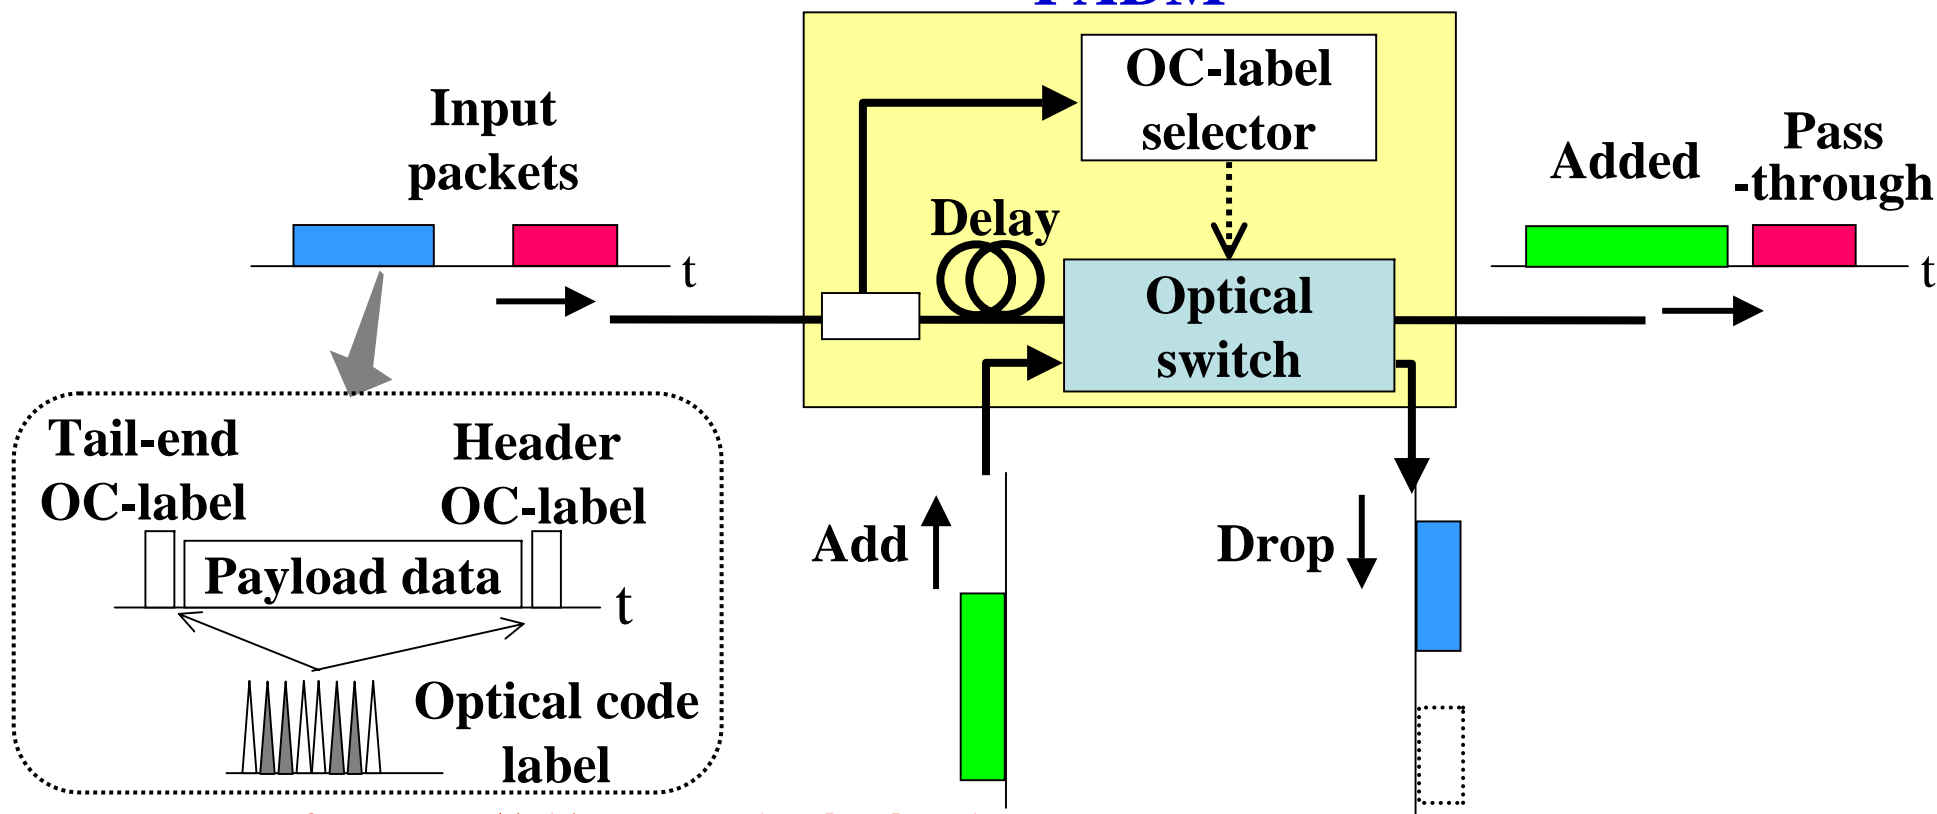 PADM
OC-label
selector
Input
packets
Added
Pass
-through
Delay
t
t
Optical
switch
Tail-end
OC-label
Header
OC-label
Payload data
t
Add
Drop
Optical code
label